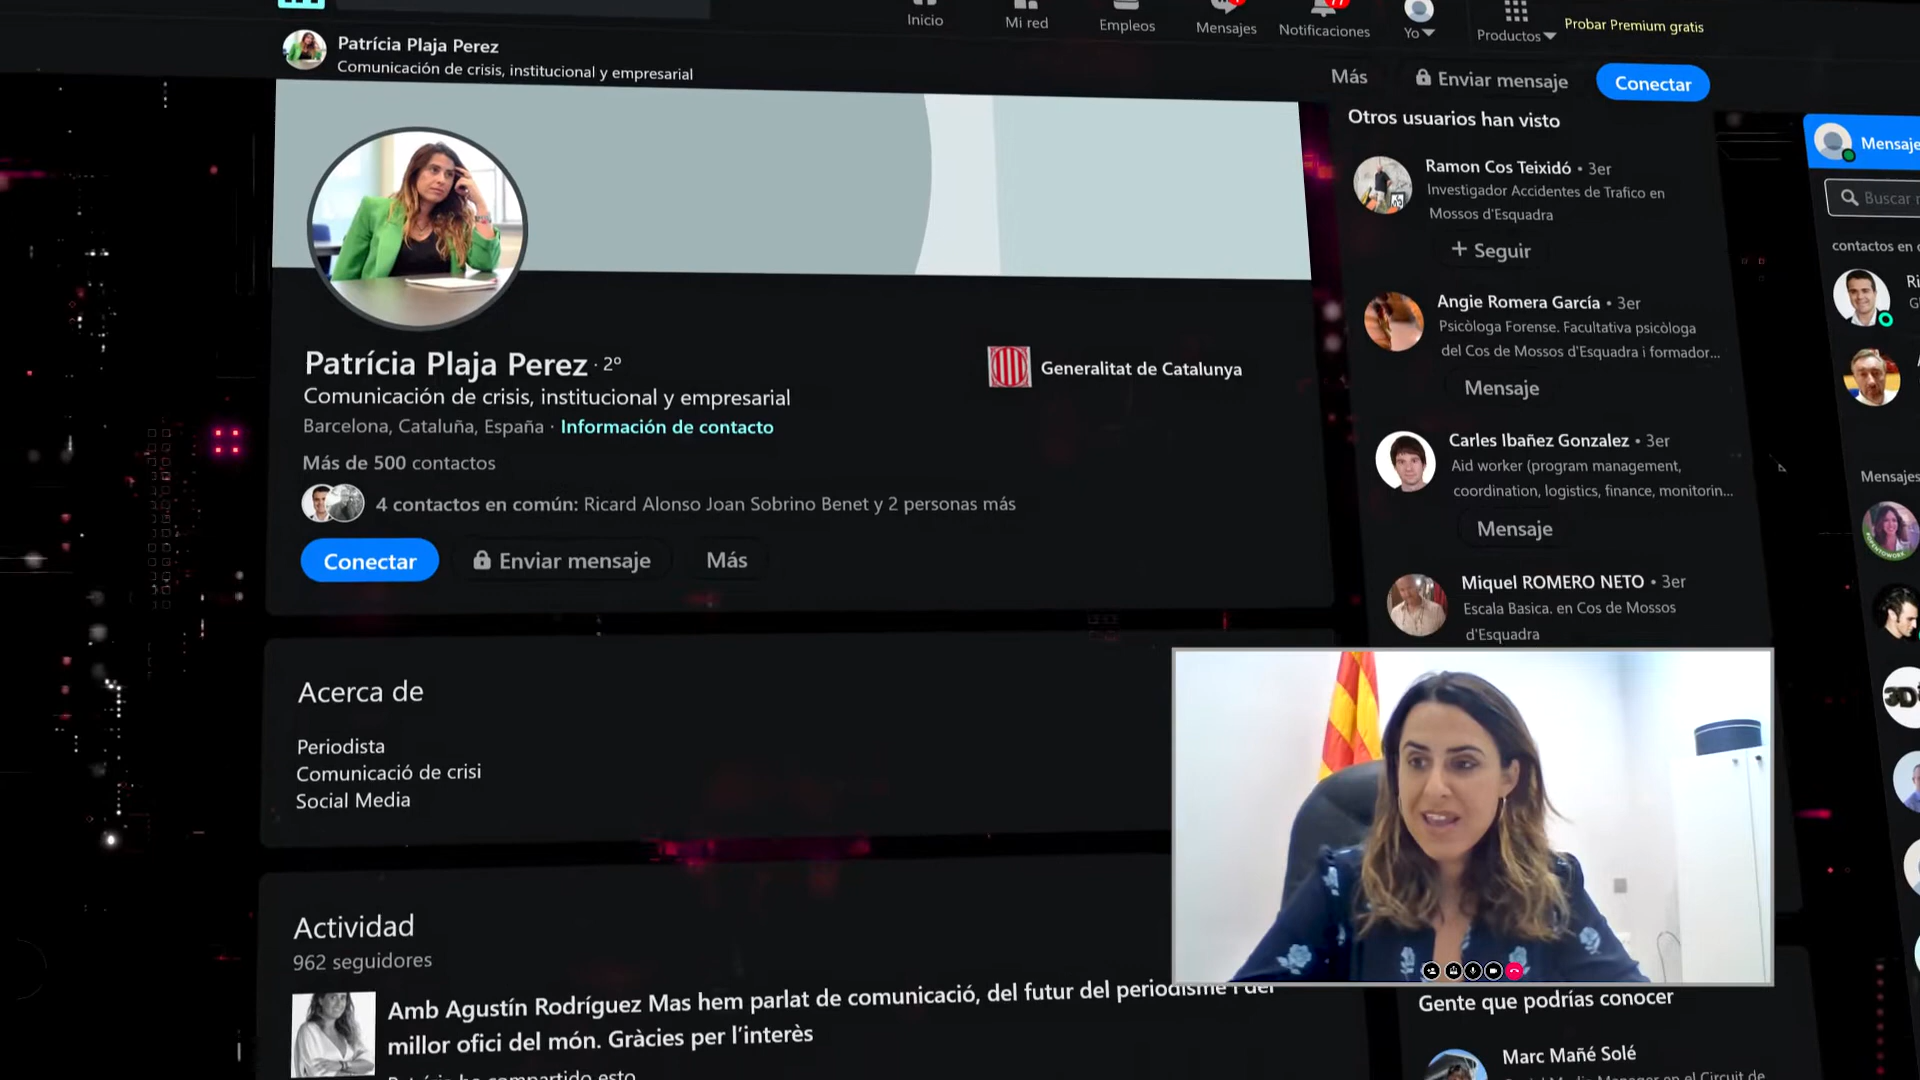 Inicio
Mi red
Empleos
Mensajes
Notificaciones
Yo
Productos
Probar Premium gratis
Patrícia Plaja Perez
Comunicación de crisis, institucional y empresarial
Más
Enviar mensaje
Conectar
Patrícia Plaja Perez · 2º
Comunicación de crisis, institucional y empresarial
Barcelona, Cataluña, España · Información de contacto
Más de 500 contactos
4 contactos en común: Ricard Alonso Joan Sobrino Benet y 2 personas más
Conectar
Enviar mensaje
Más
Generalitat de Catalunya
Acerca de
Periodista
Comunicació de crisi
Social Media
Actividad
962 seguidores
Amb Agustín Rodríguez Mas hem parlat de comunicació, del futur del periodisme i del
millor ofici del món. Gràcies per l'interès
Otros usuarios han visto
Ramon Cos Teixidó • 3er
Investigador Accidentes de Trafico en
Mossos d'Esquadra
+ Seguir
Angie Romera García • 3er
Psicòloga Forense. Facultativa psicòloga
del Cos de Mossos d'Esquadra i formador...
Mensaje
Carles Ibañez Gonzalez • 3er
Aid worker (program management,
coordination, logistics, finance, monitorin...
Mensaje
Miquel ROMERO NETO • 3er
Escala Basica. en Cos de Mossos
d'Esquadra
Gente que podrías conocer
Marc Mañé Solé
Mensaje
Buscar
contactos en
Mensajes
#OPENTOWORK
3D